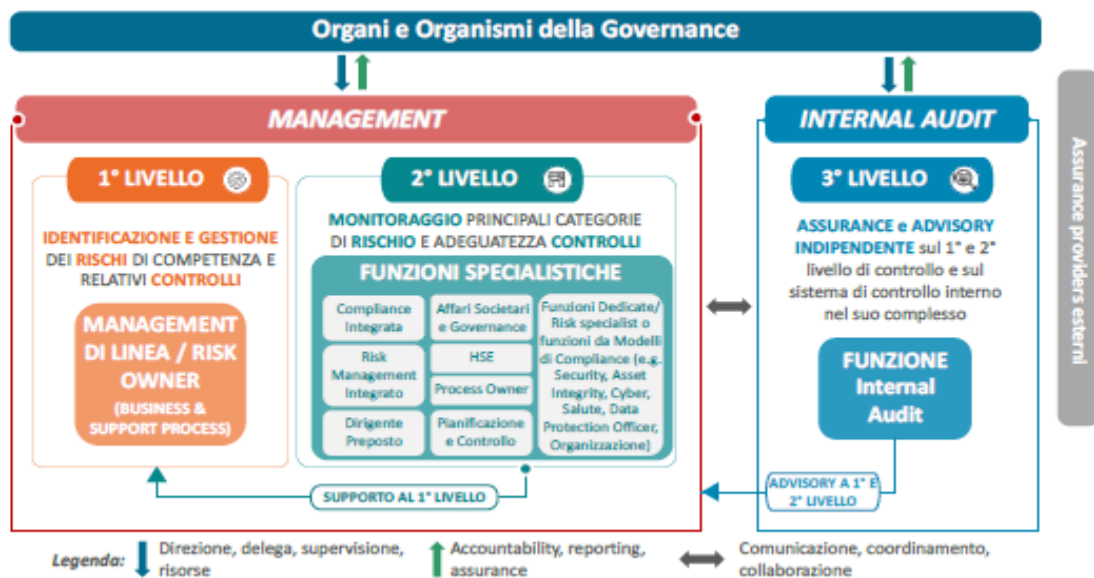 Organi e Organismi della Governance
MANAGEMENT
1° LIVELLO
IDENTIFICAZIONE E GESTIONE
DEI RISCHI DI COMPETENZA E
RELATIVI CONTROLLI
MANAGEMENT
DI LINEA / RISK
OWNER
(BUSINESS &
SUPPORT PROCESS)
2° LIVELLO
MONITORAGGIO PRINCIPALI CATEGORIE
DI RISCHIO E ADEGUATEZZA CONTROLLI
FUNZIONI SPECIALISTICHE
Compliance
Integrata
Risk
Management
Integrato
Dirigente
Preposto
Affari Societari
e Governance
HSE
Process Owner
Pianificazione
e Controllo
Funzioni Dedicate/
Risk specialist o
funzioni da Modelli
di Compliance (e.g.
Security, Asset
Integrity, Cyber,
Salute, Data
Protection Officer,
Organizzazione)
SUPPORTO AL 1° LIVELLO
INTERNAL AUDIT
3° LIVELLO
ASSURANCE e ADVISORY
INDIPENDENTE sul 1° e 2°
livello di controllo e sul
sistema di controllo interno
nel suo complesso
FUNZIONE
Internal
Audit
ADVISORY A 1° E
2° LIVELLO
Assurance providers esterni
Legenda:
Direzione, delega, supervisione,
risorse
Accountability, reporting,
assurance
Comunicazione, coordinamento,
collaborazione